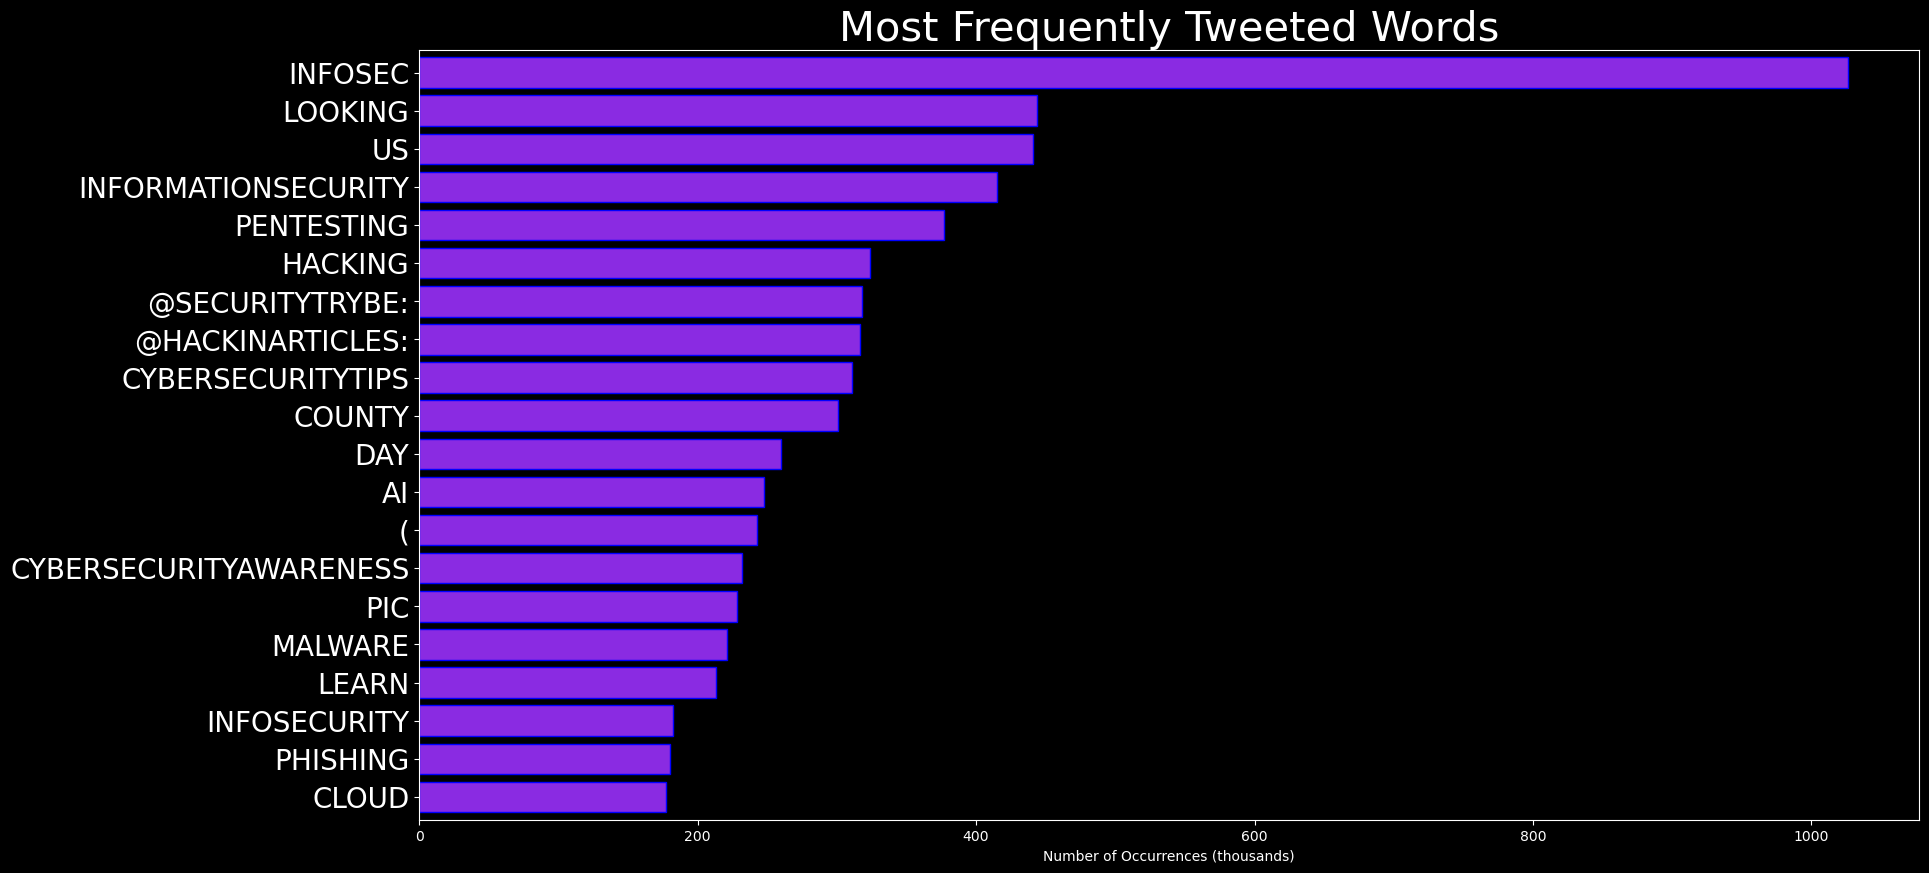 Most Frequently Tweeted Words
INFOSEC
LOOKING
US
INFORMATIONSECURITY
PENTESTING
HACKING
@SECURITYTRYBE:
@HACKINARTICLES:
CYBERSECURITYTIPS
COUNTY
DAY
AI
(
CYBERSECURITYAWARENESS
PIC
MALWARE
LEARN
INFOSECURITY
PHISHING
CLOUD
0 200 400 600 800 1000
Number of Occurrences (thousands)